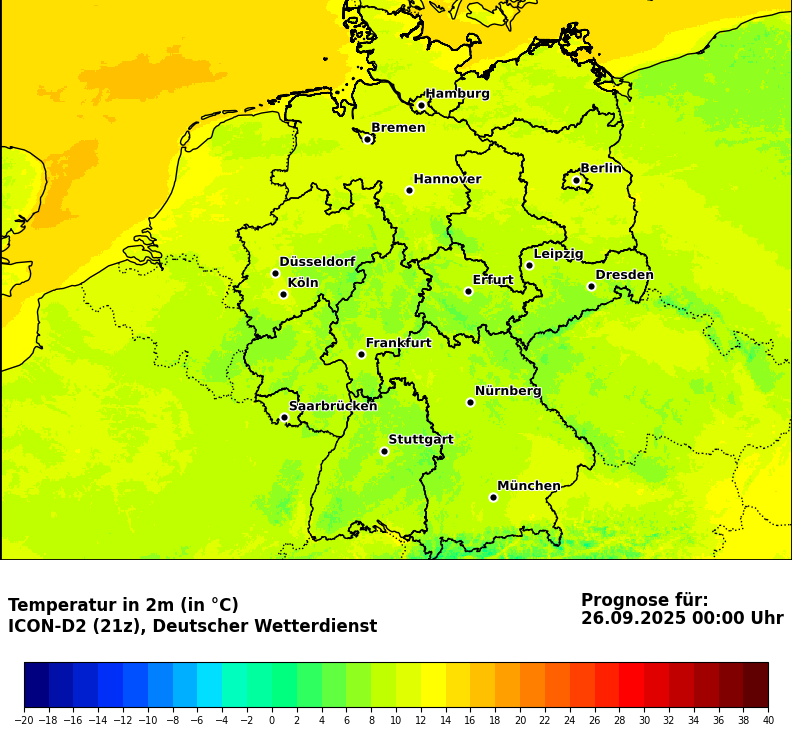 Hamburg
Bremen
Berlin
Hannover
Düsseldorf
Leipzig
Köln
Erfurt
Dresden
Frankfurt
Nürnberg
Saarbrücken
Stuttgart
München
Temperatur in 2m (in °C)
ICON-D2 (21z), Deutscher Wetterdienst
Prognose für:
26.09.2025 00:00 Uhr
−20 −18 −16 −14 −12 −10 −8 −6 −4 −2 0 2 4 6 8 10 12 14 16 18 20 22 24 26 28 30 32 34 36 38 40